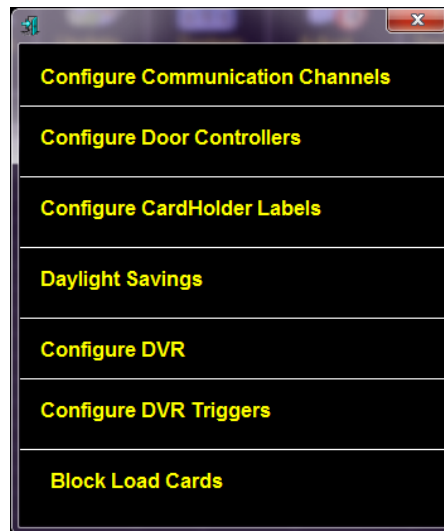 Configure Communication Channels
Configure Door Controllers
Configure CardHolder Labels
Daylight Savings
Configure DVR
Configure DVR Triggers
Block Load Cards